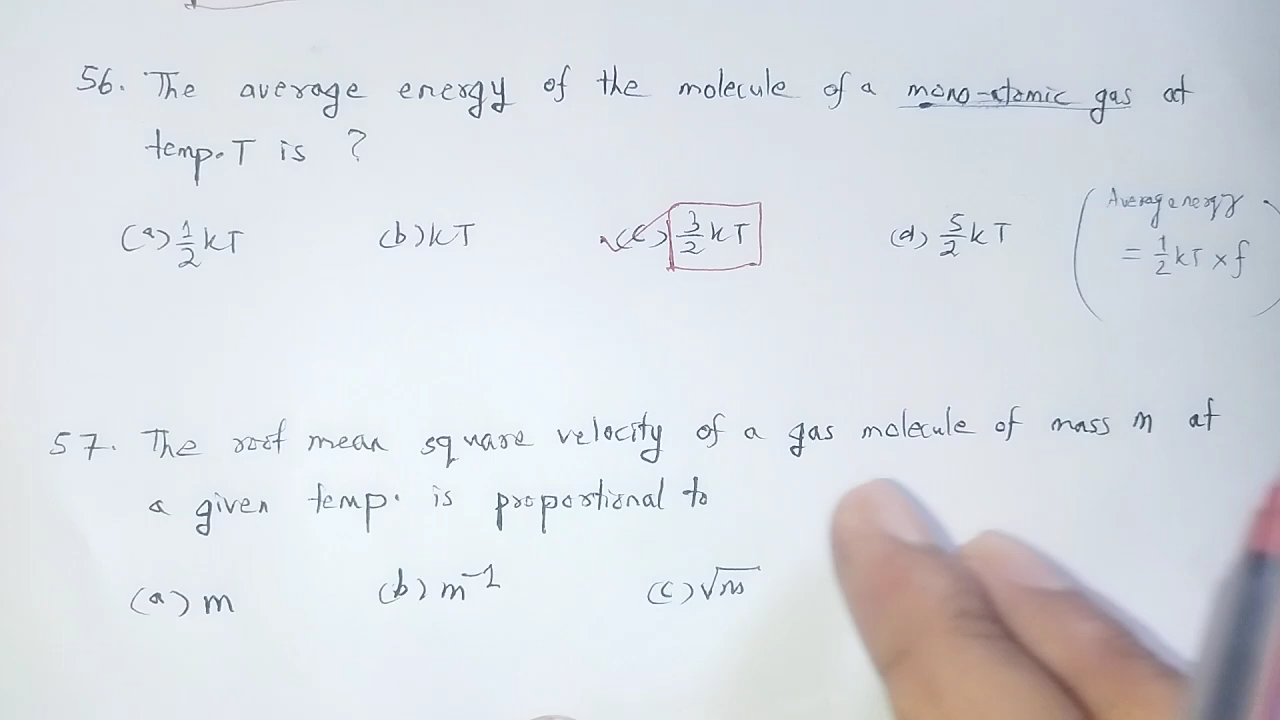 56. The average energy of the molecule of a mono-atomic gas at
temp. T is ?
(a) 1/2 kT (b) kT (c) 3/2 kT (d) 5/2 kT
(Average energy
= 1/2 kT × f)
57. The root mean square velocity of a gas molecule of mass m at
a given temp. is proportional to
(a) m (b) m⁻¹ (c) √m